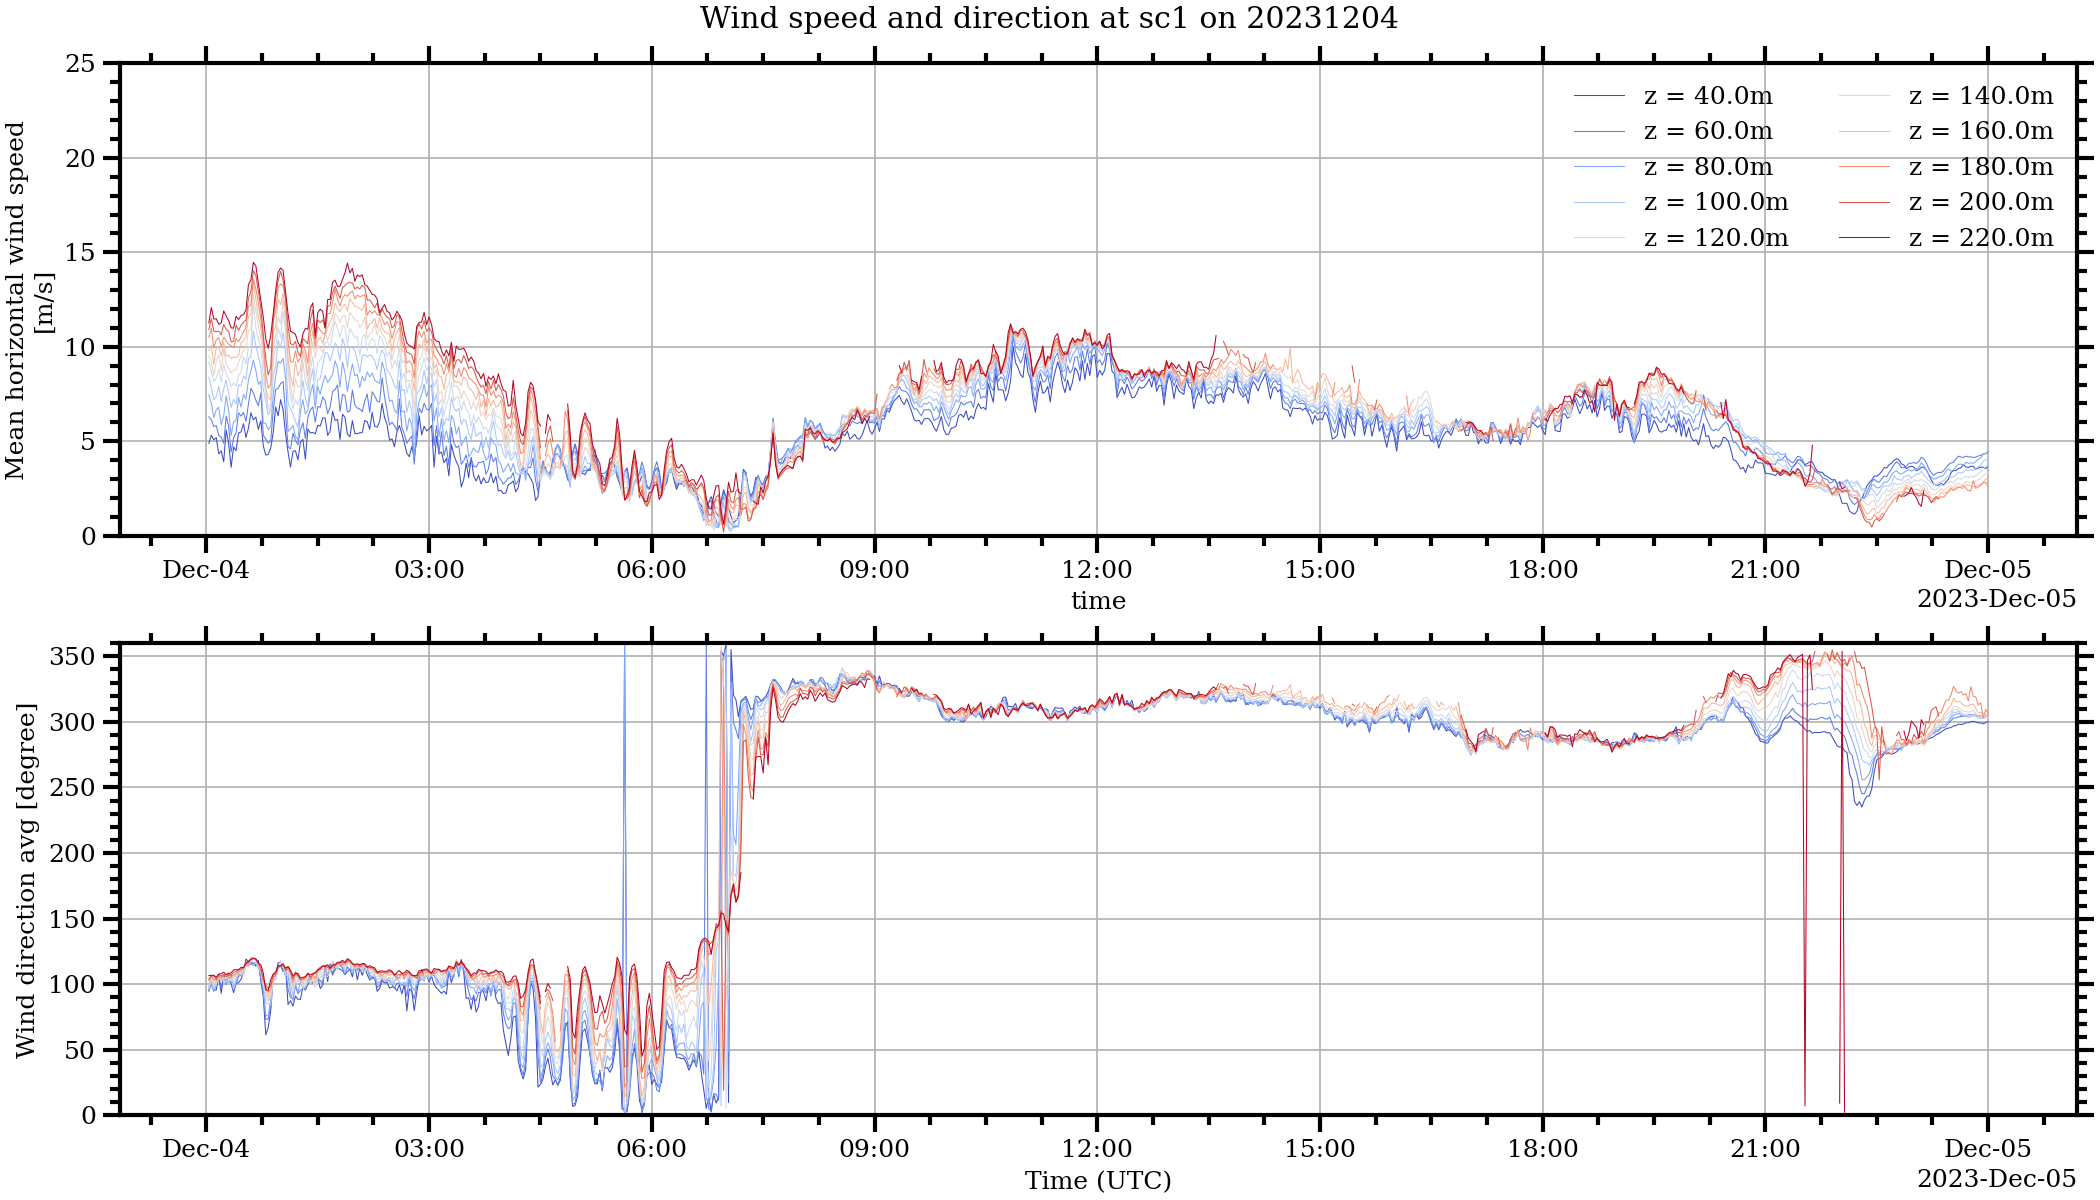 Wind speed and direction at sc1 on 20231204
Mean horizontal wind speed
[m/s]
25
20
15
10
5
0
z = 40.0m
z = 60.0m
z = 80.0m
z = 100.0m
z = 120.0m
z = 140.0m
z = 160.0m
z = 180.0m
z = 200.0m
z = 220.0m
Dec-04 03:00 06:00 09:00 12:00 15:00 18:00 21:00 Dec-05
time
2023-Dec-05
Wind direction avg [degree]
350
300
250
200
150
100
50
0
Dec-04 03:00 06:00 09:00 12:00 15:00 18:00 21:00 Dec-05
Time (UTC)
2023-Dec-05